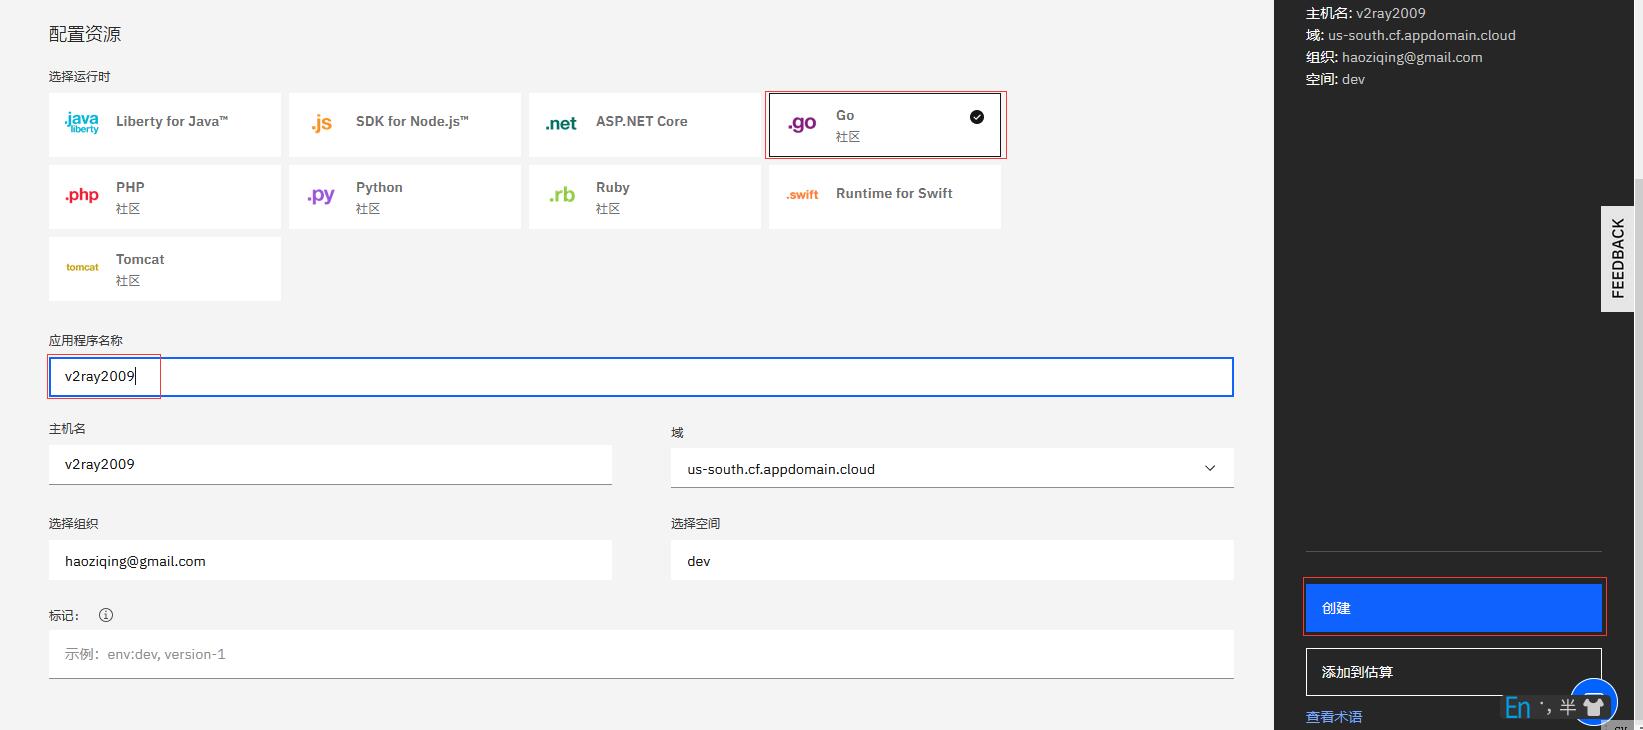 配置资源
选择运行时
.java liberty
Liberty for Java™
.js
SDK for Node.js™
.net
ASP.NET Core
.go
Go
社区
.php
PHP
社区
.py
Python
社区
.rb
Ruby
社区
.swift
Runtime for Swift
tomcat
Tomcat
社区
应用程序名称
v2ray2009
主机名
v2ray2009
域
us-south.cf.appdomain.cloud
选择组织
haoziqing@gmail.com
选择空间
dev
标记：
示例：env:dev, version-1
主机名: v2ray2009
域: us-south.cf.appdomain.cloud
组织: haoziqing@gmail.com
空间: dev
FEEDBACK
创建
添加到估算
查看术语
En 半